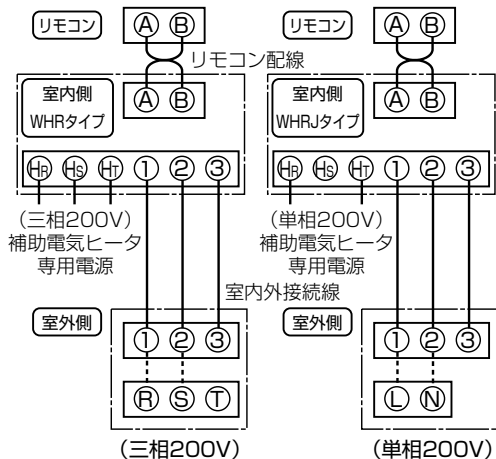 リモコン Ⓐ Ⓑ リモコン Ⓐ Ⓑ
リモコン配線
室内側 Ⓐ Ⓑ 室内側 Ⓐ Ⓑ
WHRタイプ WHRJタイプ
HR HS HT ① ② ③ HR HS HT ① ② ③
(三相200V) (単相200V)
補助電気ヒータ 補助電気ヒータ
専用電源 専用電源
室内外接続線
室外側 ① ② ③ 室外側 ① ② ③
Ⓡ Ⓢ Ⓣ Ⓛ Ⓝ
(三相200V) (単相200V)